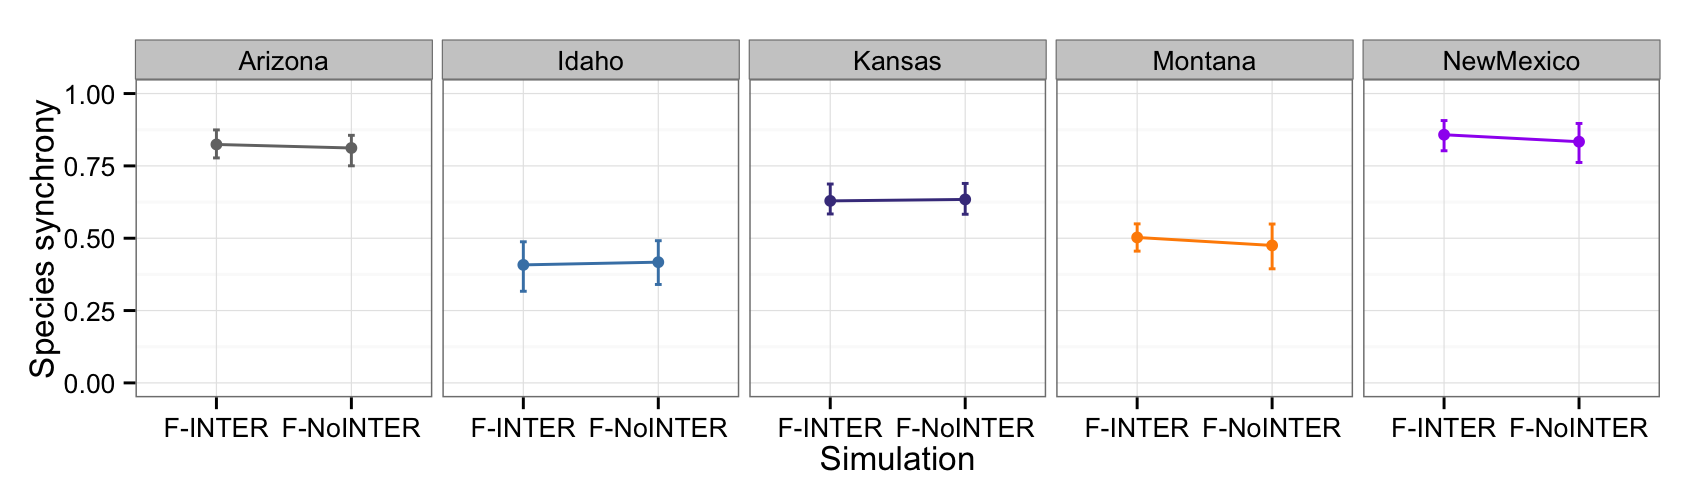 Arizona Idaho Kansas Montana NewMexico
Species synchrony
1.00
0.75
0.50
0.25
0.00
F-INTER F-NoINTER F-INTER F-NoINTER F-INTER F-NoINTER F-INTER F-NoINTER F-INTER F-NoINTER
Simulation